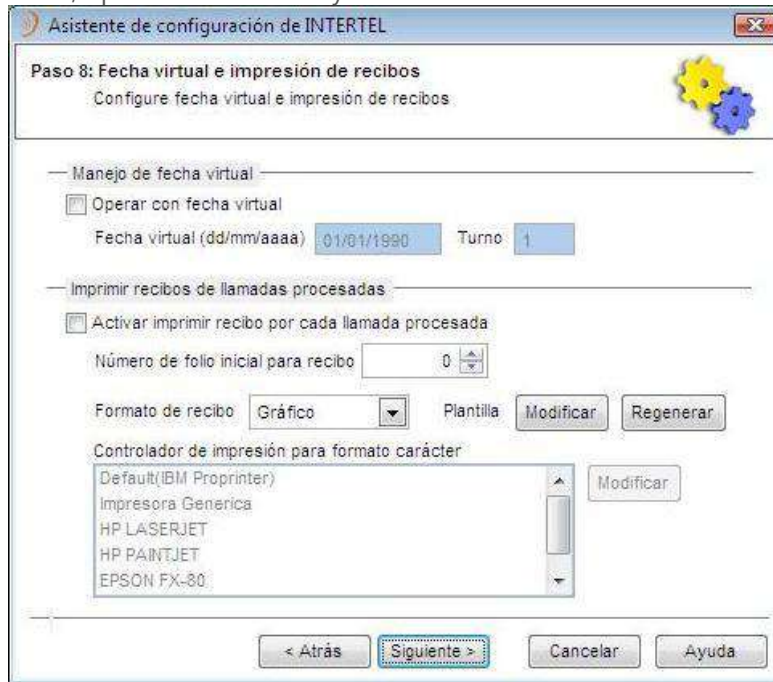 Asistente de configuración de INTERTEL
Paso 8: Fecha virtual e impresión de recibos
Configure fecha virtual e impresión de recibos
Manejo de fecha virtual
Operar con fecha virtual
Fecha virtual (dd/mm/aaaa) 01/01/1990 Turno 1
Imprimir recibos de llamadas procesadas
Activar imprimir recibo por cada llamada procesada
Número de folio inicial para recibo 0
Formato de recibo Gráfico Plantilla Modificar Regenerar
Controlador de impresión para formato carácter
Default(IBM Proprinter) Modificar
Impresora Generica
HP LASERJET
HP PAINTJET
EPSON FX-80
< Atrás Siguiente > Cancelar Ayuda